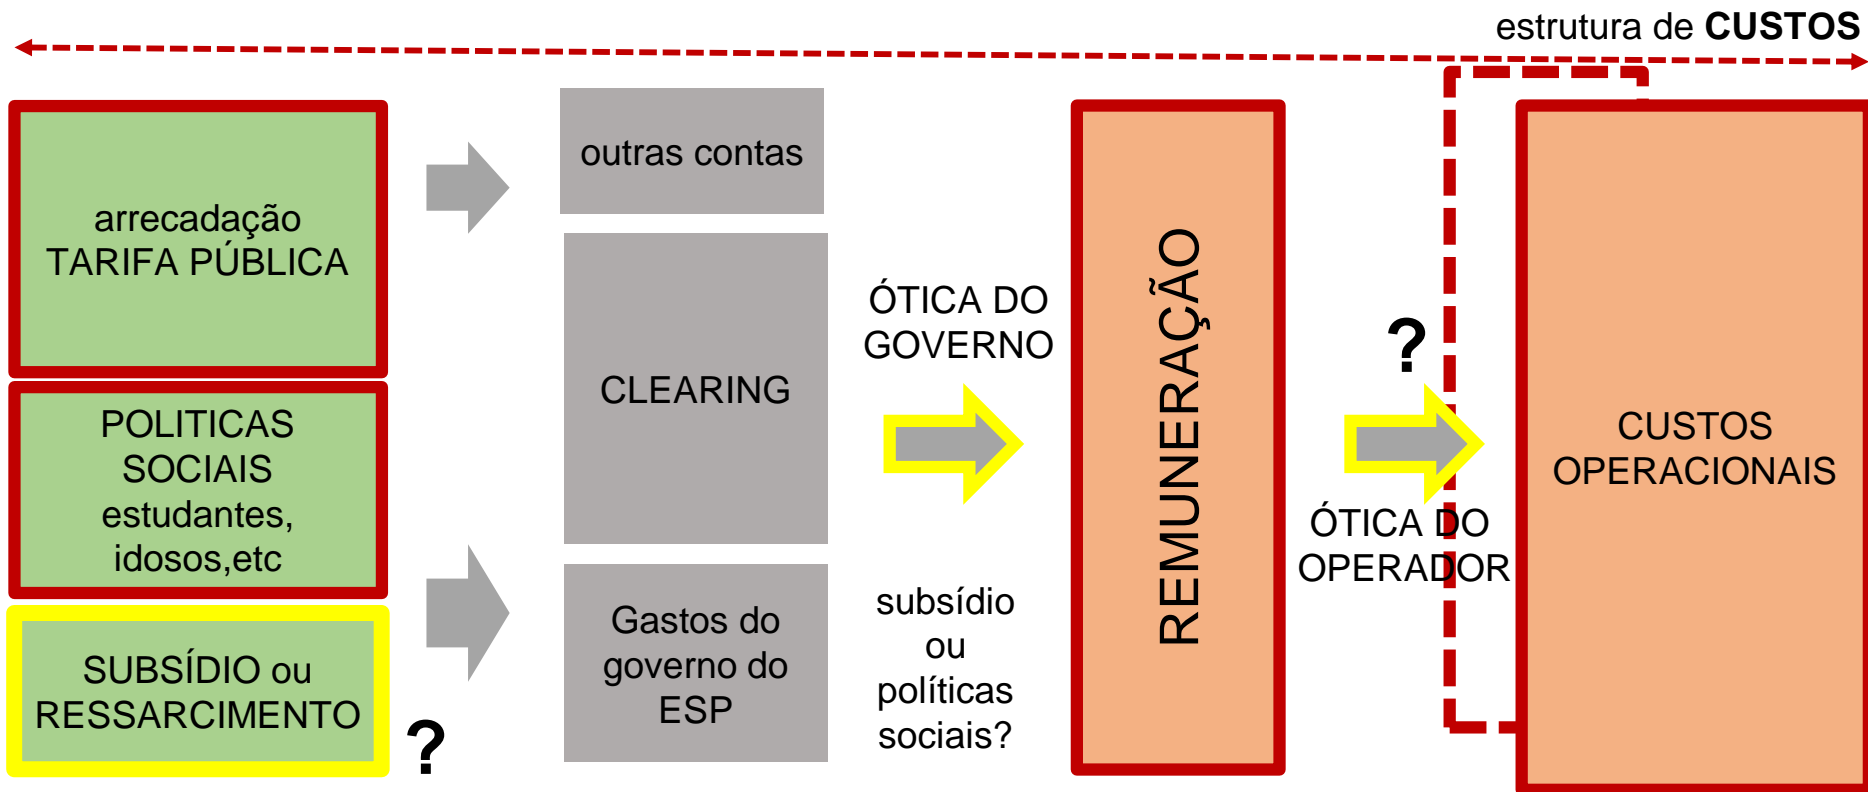 estrutura de CUSTOS
arrecadação
TARIFA PÚBLICA
POLITICAS
SOCIAIS
estudantes,
idosos,etc
SUBSÍDIO ou
RESSARCIMENTO
?
outras contas
CLEARING
Gastos do
governo do
ESP
ÓTICA DO
GOVERNO
subsídio
ou
políticas
sociais?
REMUNERAÇÃO
?
ÓTICA DO
OPERADOR
CUSTOS
OPERACIONAIS